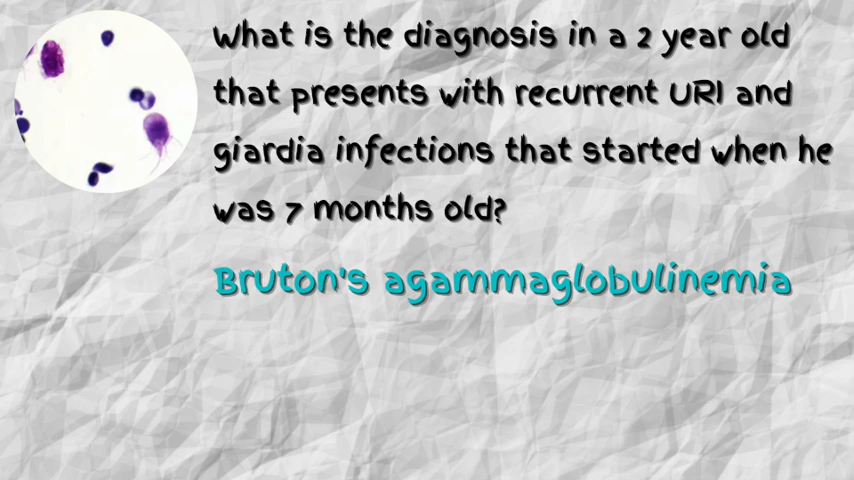 What is the diagnosis in a 2 year old
that presents with recurrent URI and
giardia infections that started when he
was 7 months old?
Bruton's agammaglobulinemia